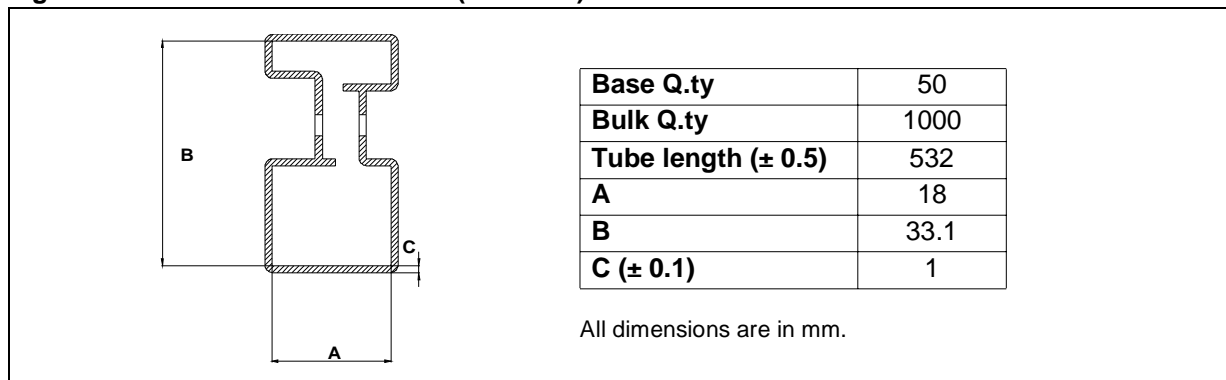 B
C
A
Base Q.ty 50
Bulk Q.ty 1000
Tube length (± 0.5) 532
A 18
B 33.1
C (± 0.1) 1
All dimensions are in mm.